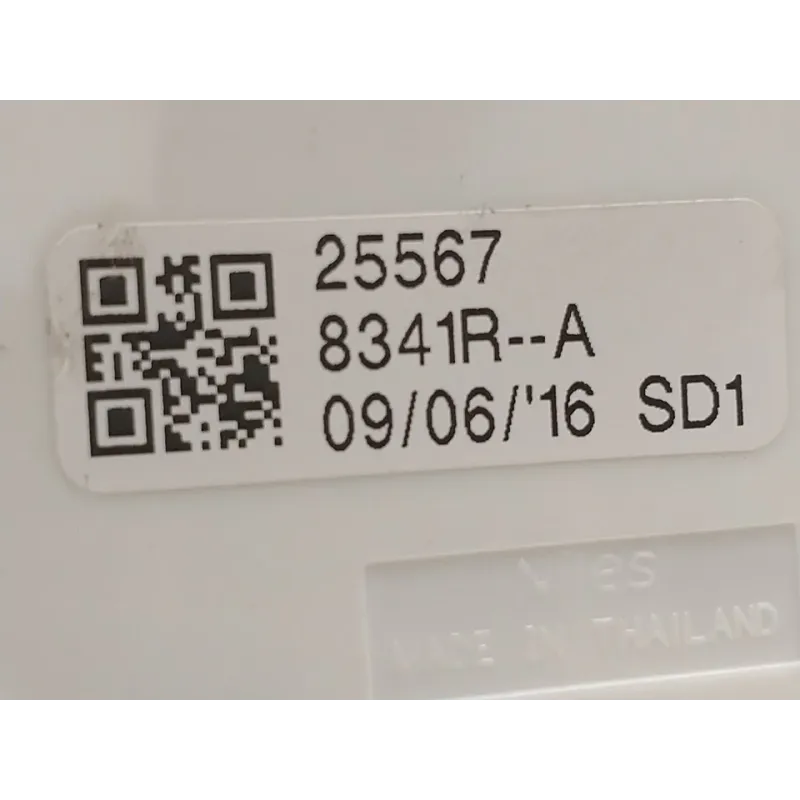 25567
8341R--A
09/06/'16 SD1
MADE IN THAILAND